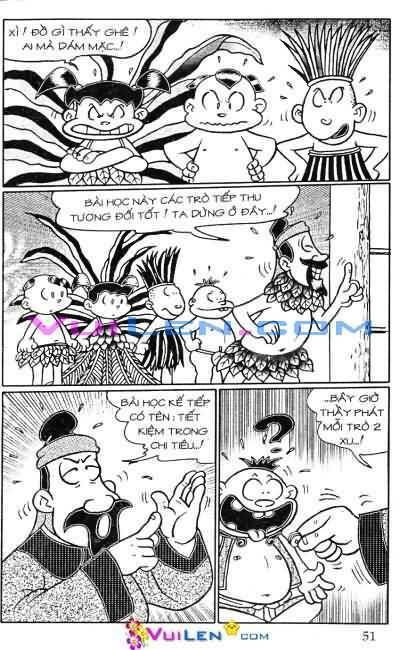 XÌ! ĐỒ GÌ THẤY GHÊ!
AI MÀ DÁM MẶC..!
BÀI HỌC NÀY CÁC TRÒ TIẾP THU
TƯƠNG ĐỐI TỐT! TA DỪNG Ở ĐÂY...!
VUILEN.COM
BÀI HỌC KẾ TIẾP
CÓ TÊN: TIẾT
KIỆM TRONG
CHI TIÊU...!
...BÂY GIỜ
THẦY PHÁT
MỖI TRÒ 2
XU...
?
51
VUILEN.COM